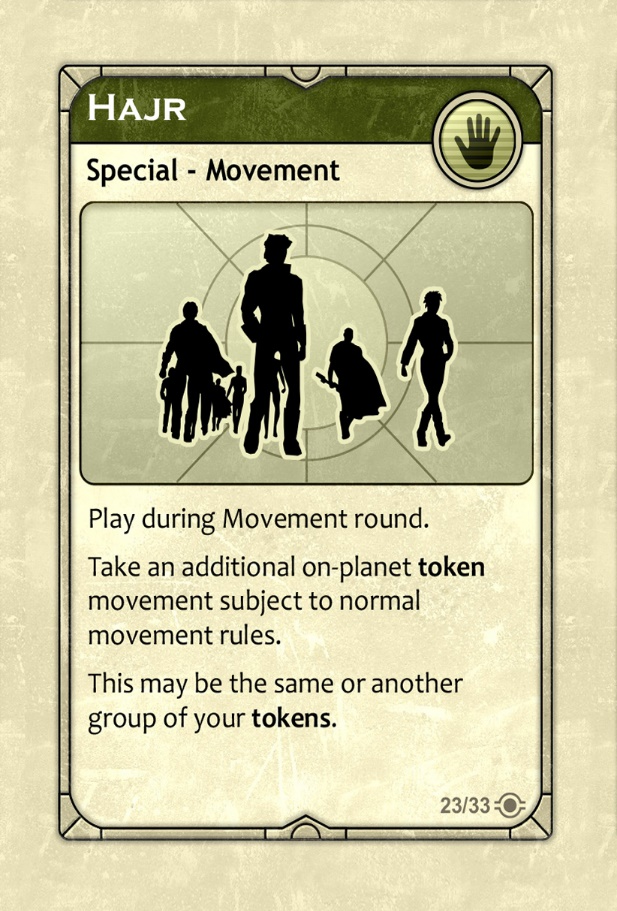 HAJR
Special - Movement
Play during Movement round.
Take an additional on-planet token
movement subject to normal
movement rules.
This may be the same or another
group of your tokens.
23/33